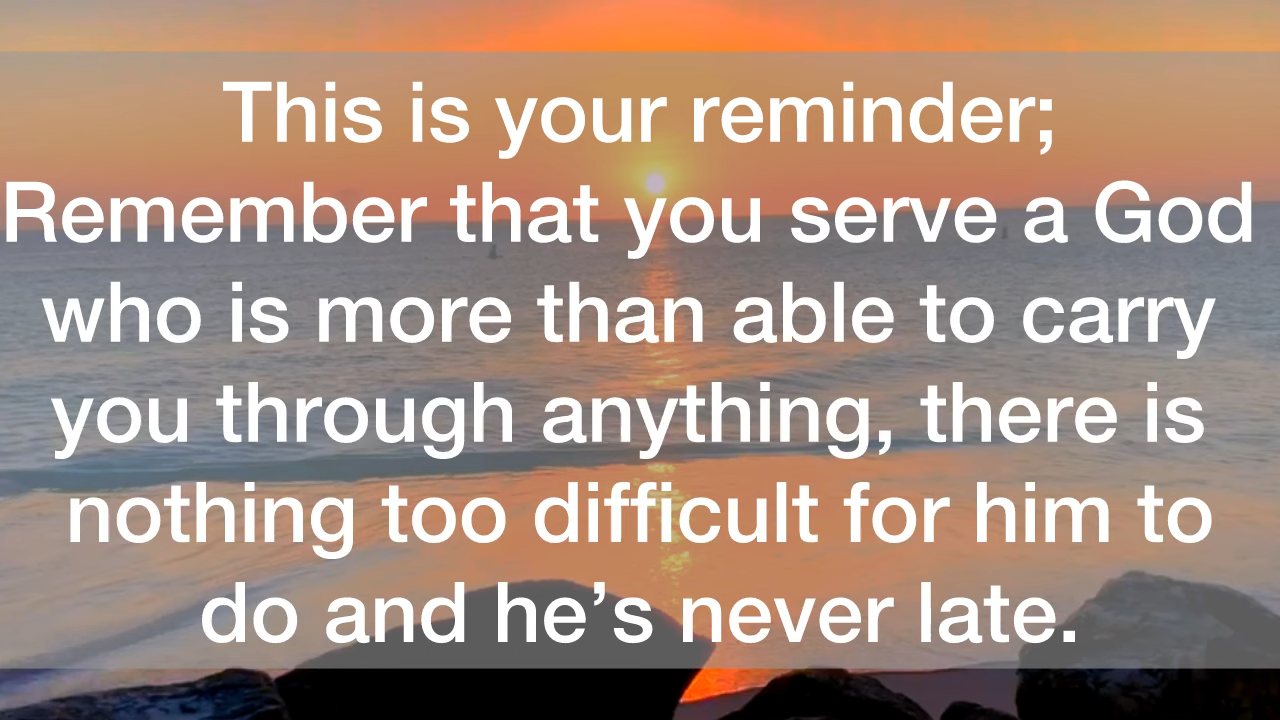 This is your reminder;
Remember that you serve a God
who is more than able to carry
you through anything, there is
nothing too difficult for him to
do and he’s never late.